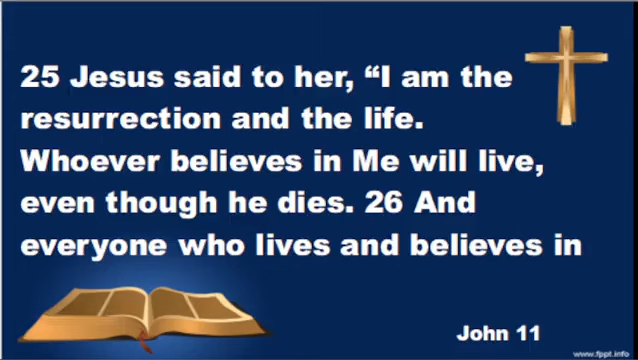 25 Jesus said to her, “I am the
resurrection and the life.
Whoever believes in Me will live,
even though he dies. 26 And
everyone who lives and believes in
John 11
www.fppt.info